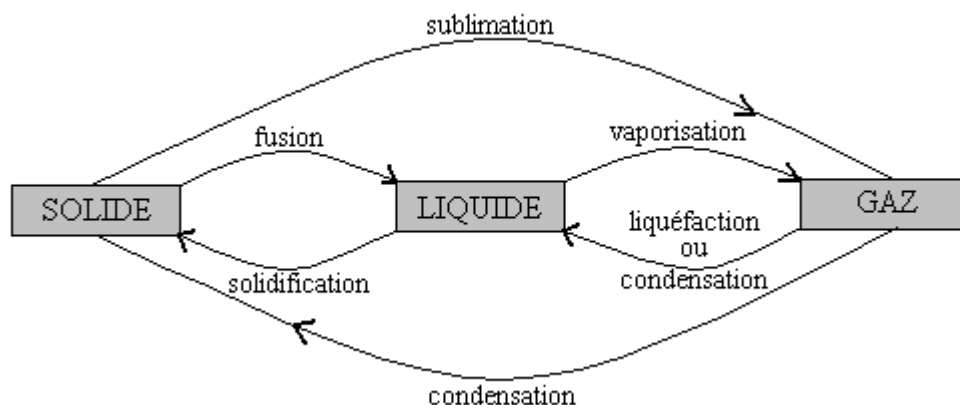 sublimation
fusion
vaporisation
SOLIDE
LIQUIDE
GAZ
liquéfaction
ou
condensation
solidification
condensation